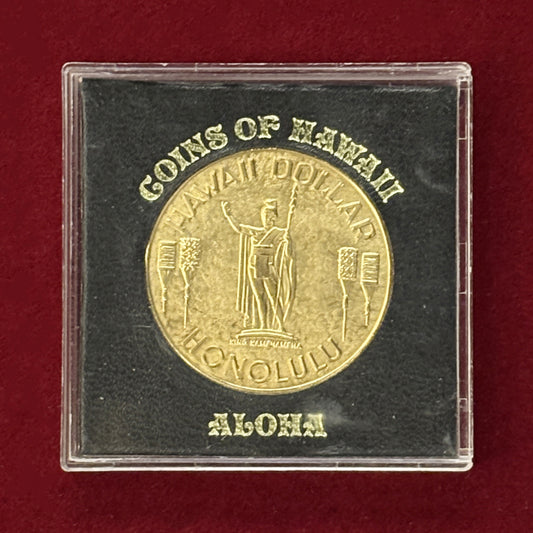 COINS OF HAWAII
HAWAII DOLLAR
KING KAMEHAMEHA
HONOLULU
ALOHA